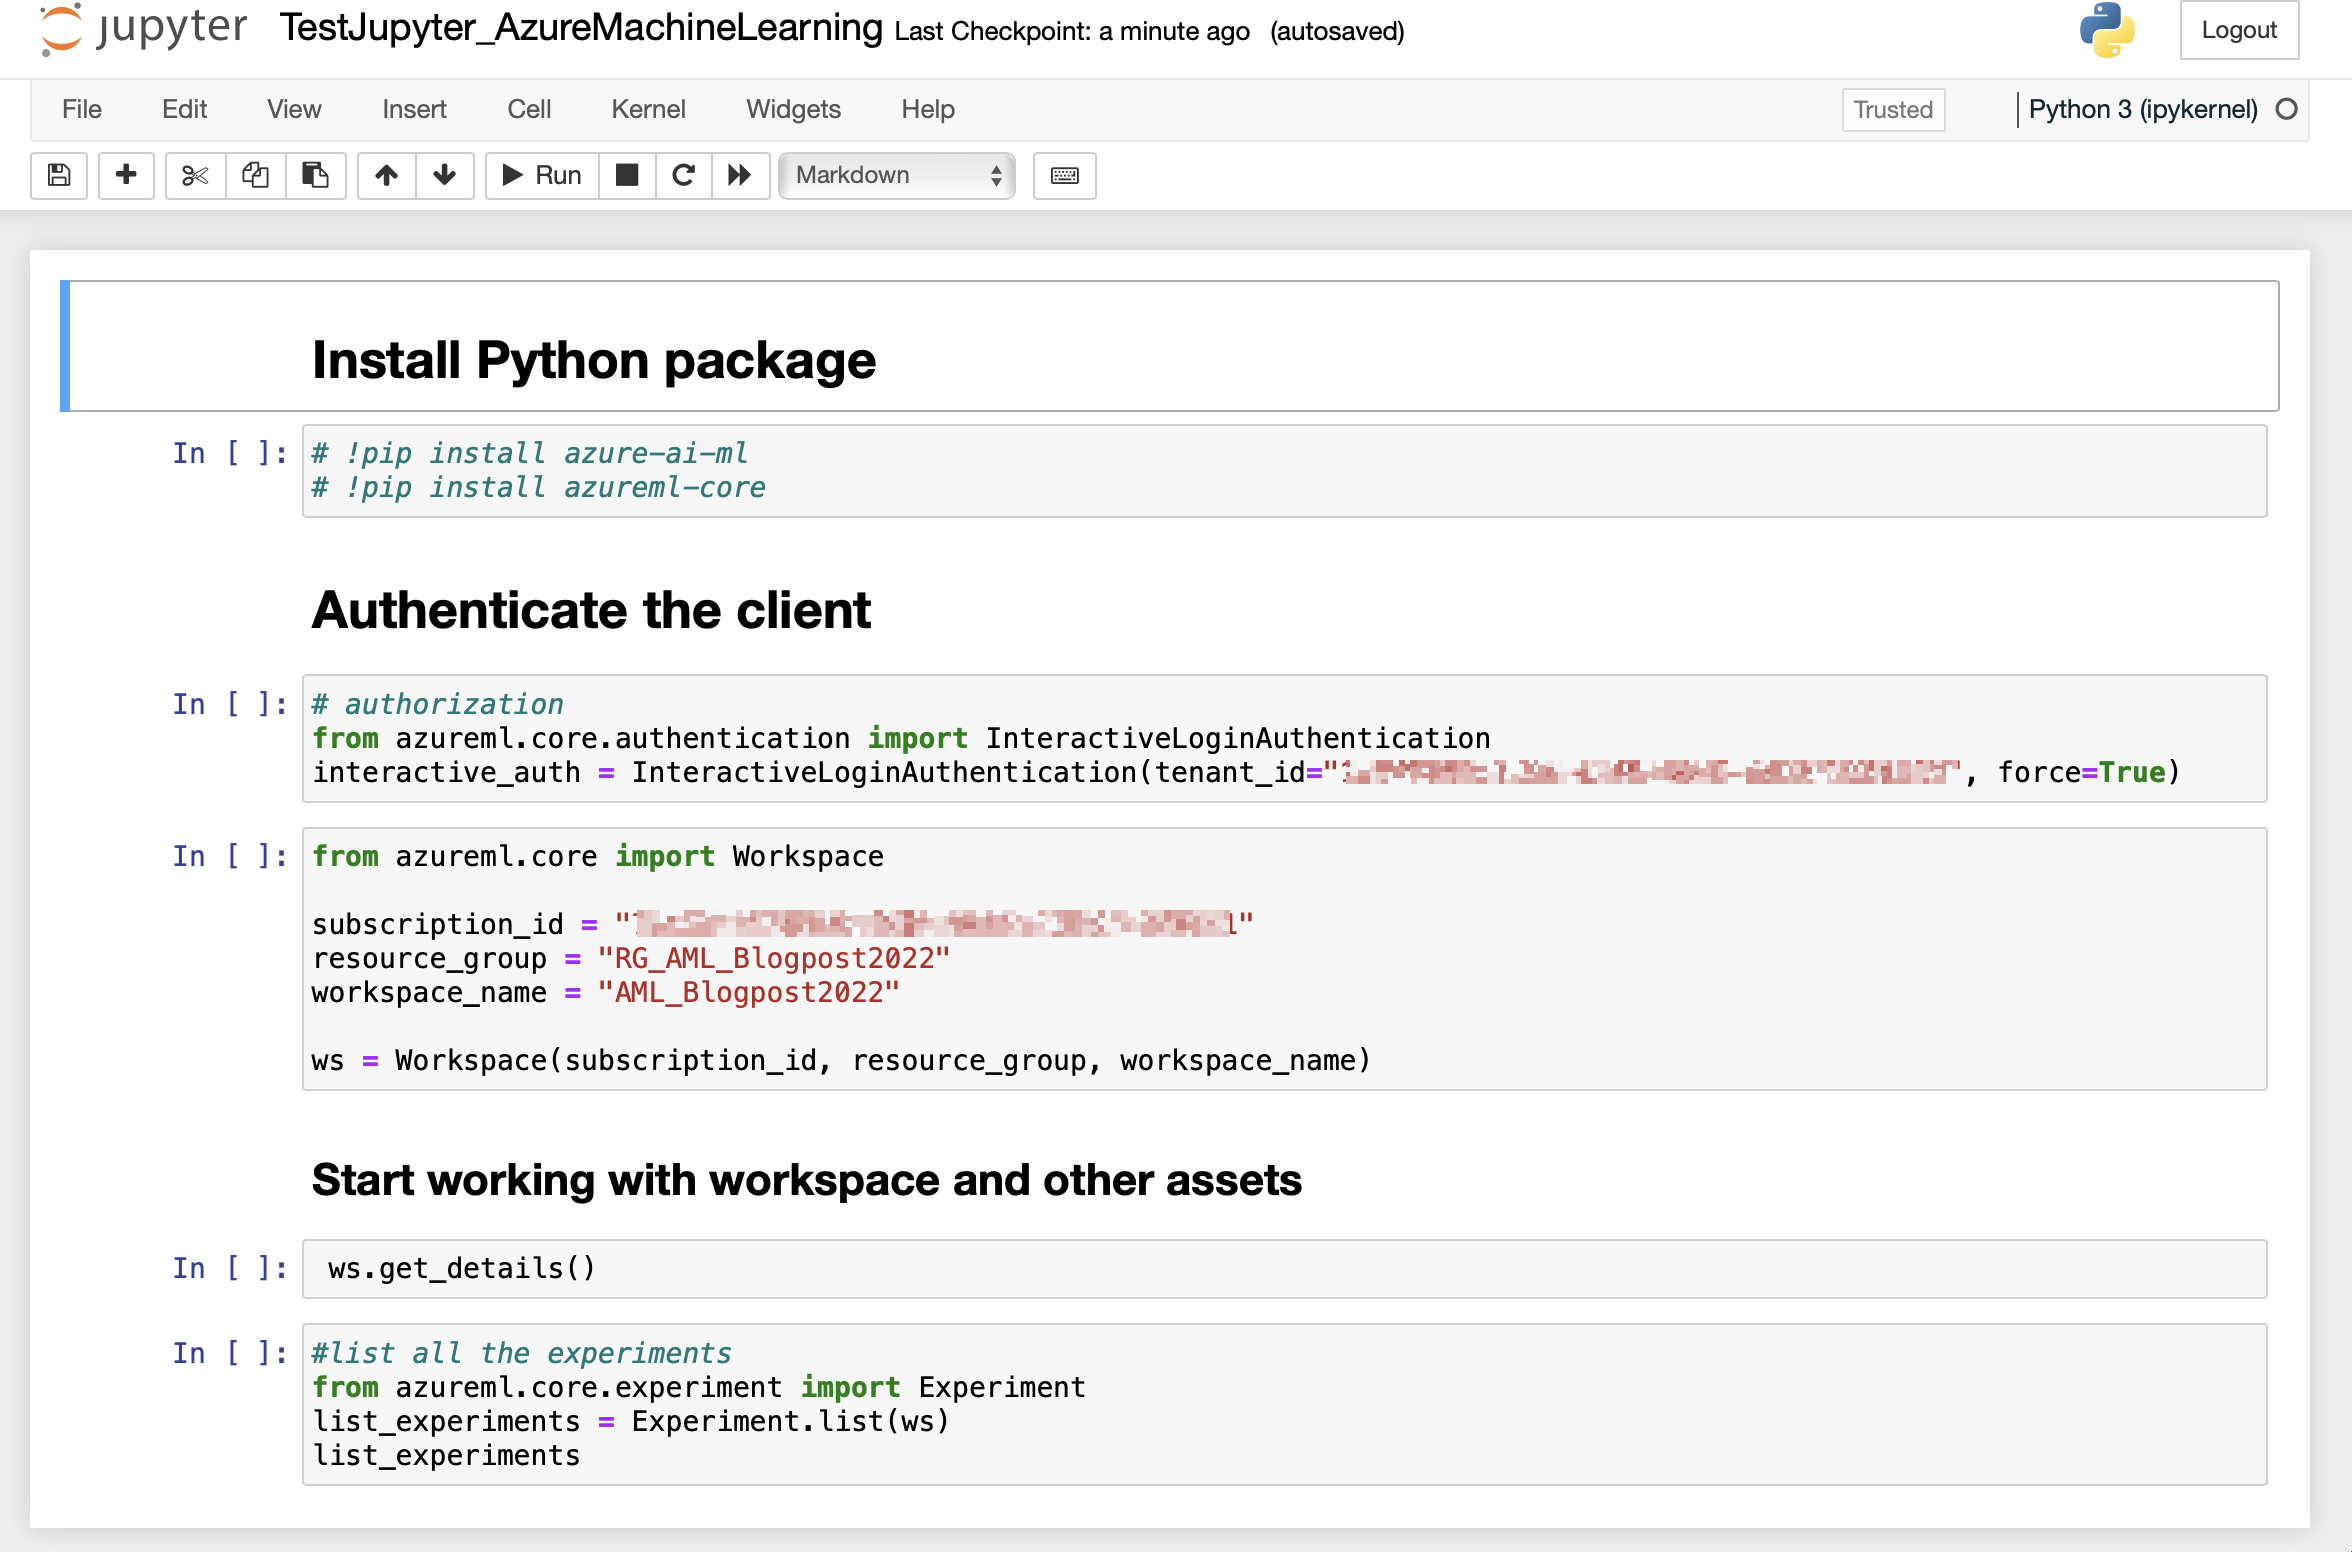 jupyter TestJupyter_AzureMachineLearning Last Checkpoint: a minute ago (autosaved) Logout
File Edit View Insert Cell Kernel Widgets Help Trusted Python 3 (ipykernel)
Run Markdown
Install Python package
In [ ]: # !pip install azure-ai-ml
# !pip install azureml-core
Authenticate the client
In [ ]: # authorization
from azureml.core.authentication import InteractiveLoginAuthentication
interactive_auth = InteractiveLoginAuthentication(tenant_id="", force=True)
In [ ]: from azureml.core import Workspace
subscription_id = ""
resource_group = "RG_AML_Blogpost2022"
workspace_name = "AML_Blogpost2022"
ws = Workspace(subscription_id, resource_group, workspace_name)
Start working with workspace and other assets
In [ ]: ws.get_details()
In [ ]: #list all the experiments
from azureml.core.experiment import Experiment
list_experiments = Experiment.list(ws)
list_experiments